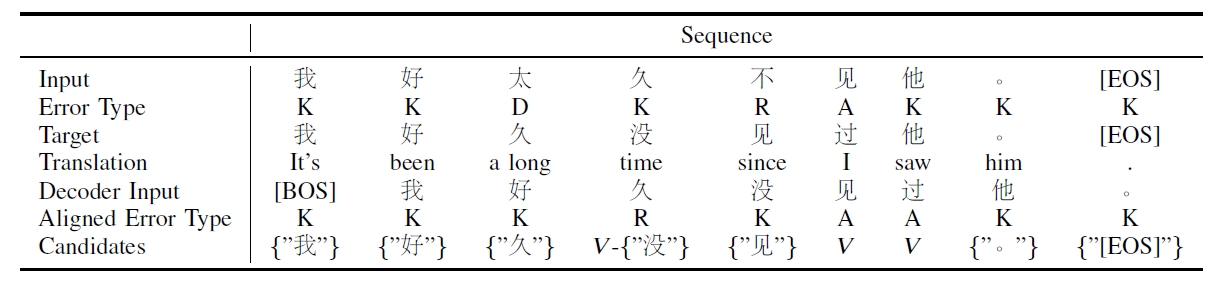 Sequence
Input 我 好 太 久 不 见 他 。 [EOS]
Error Type K K D K R A K K K
Target 我 好 久 没 见 过 他 。 [EOS]
Translation It's been a long time since I saw him .
Decoder Input [BOS] 我 好 久 没 见 过 他 。
Aligned Error Type K K K R K A A K K
Candidates {"我"} {"好"} {"久"} V-{"没"} {"见"} V V {"。"} {"[EOS]"}